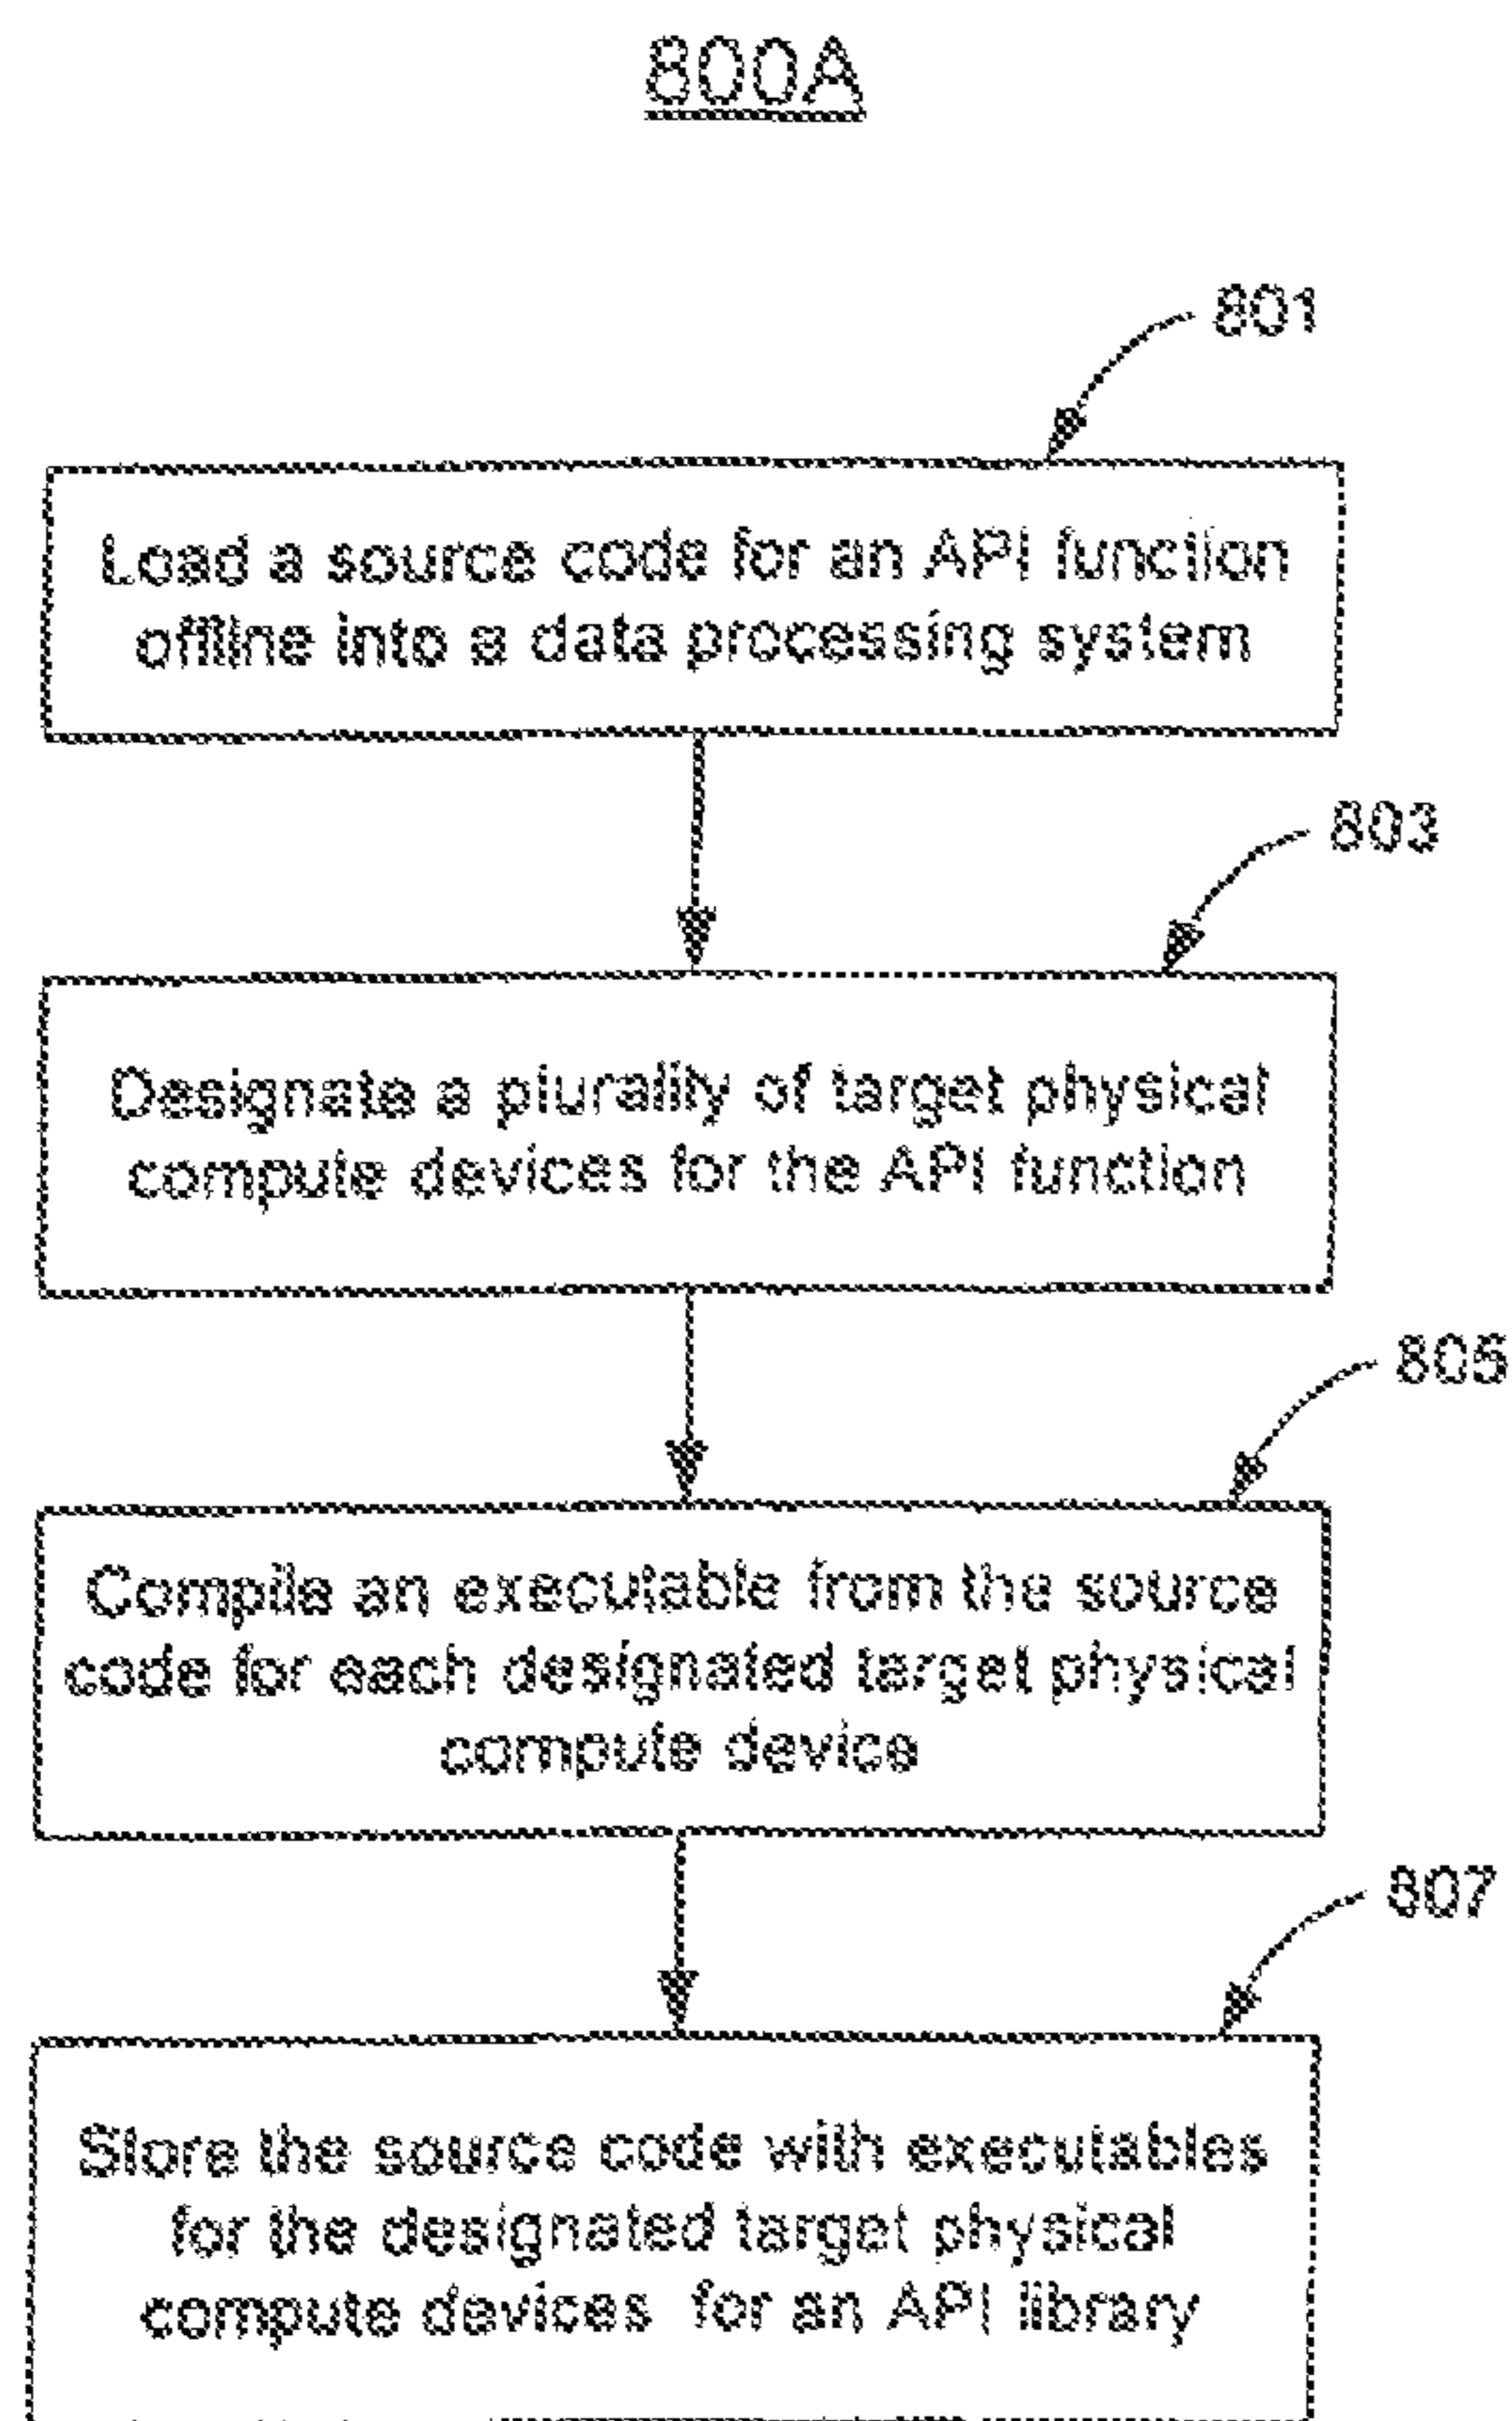 800A
801
Load a source code for an API function
offline into a data processing system
803
Designate a plurality of target physical
compute devices for the API function
805
Compile an executable from the source
code for each designated target physical
compute device
807
Store the source code with executables
for the designated target physical
compute devices for an API library